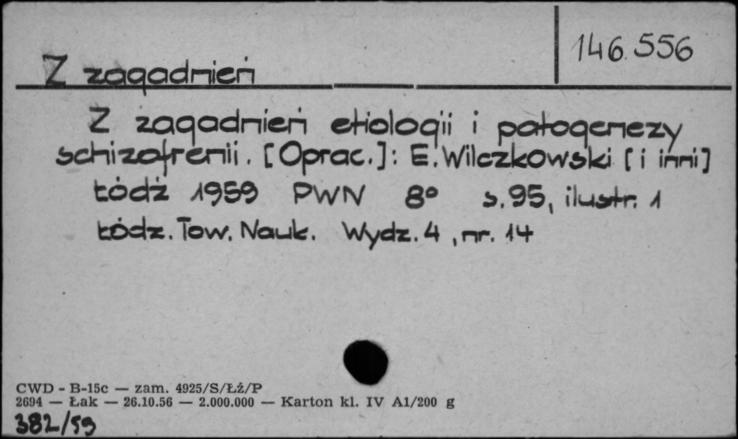 146.556
Z zagadnień
Z zagadnień etiologii i patogenezy
schizofrenii. [Oprac.]: E. Wilczkowski [i inni]
Łódź 1959 PWN 8° s. 95, ilustr. 1
Łódz. Tow. Nauk. Wydz. 4, nr. 14
CWD - B-15c — zam. 4925/S/Łż/P
2694 — Łak — 26.10.56 — 2.000.000 — Karton kl. IV A1/200 g
382/59